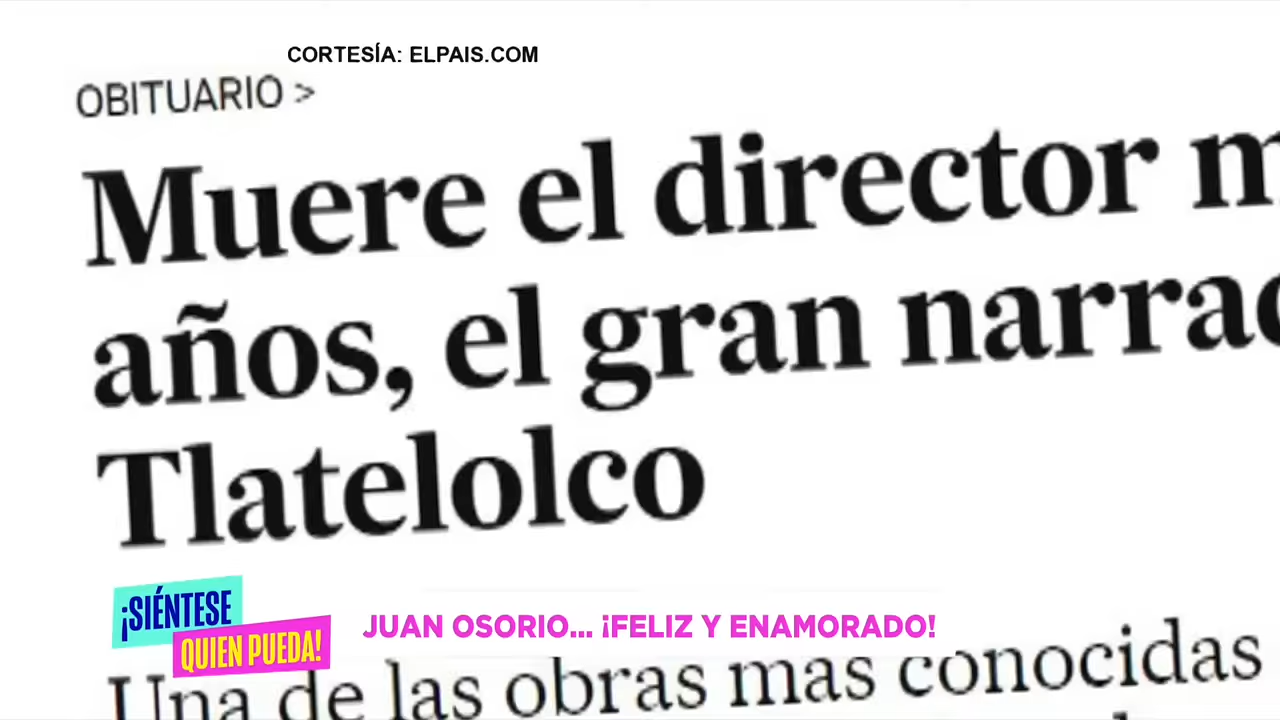 CORTESÍA: ELPAIS.COM
OBITUARIO >
Muere el director m
años, el gran narrac
Tlatelolco
¡SIÉNTESE
QUIEN PUEDA!
JUAN OSORIO... ¡FELIZ Y ENAMORADO!
Una de las obras mas conocidas